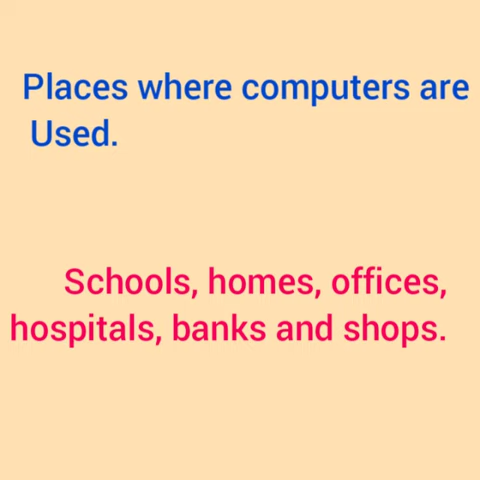 Places where computers are
Used.
Schools, homes, offices,
hospitals, banks and shops.